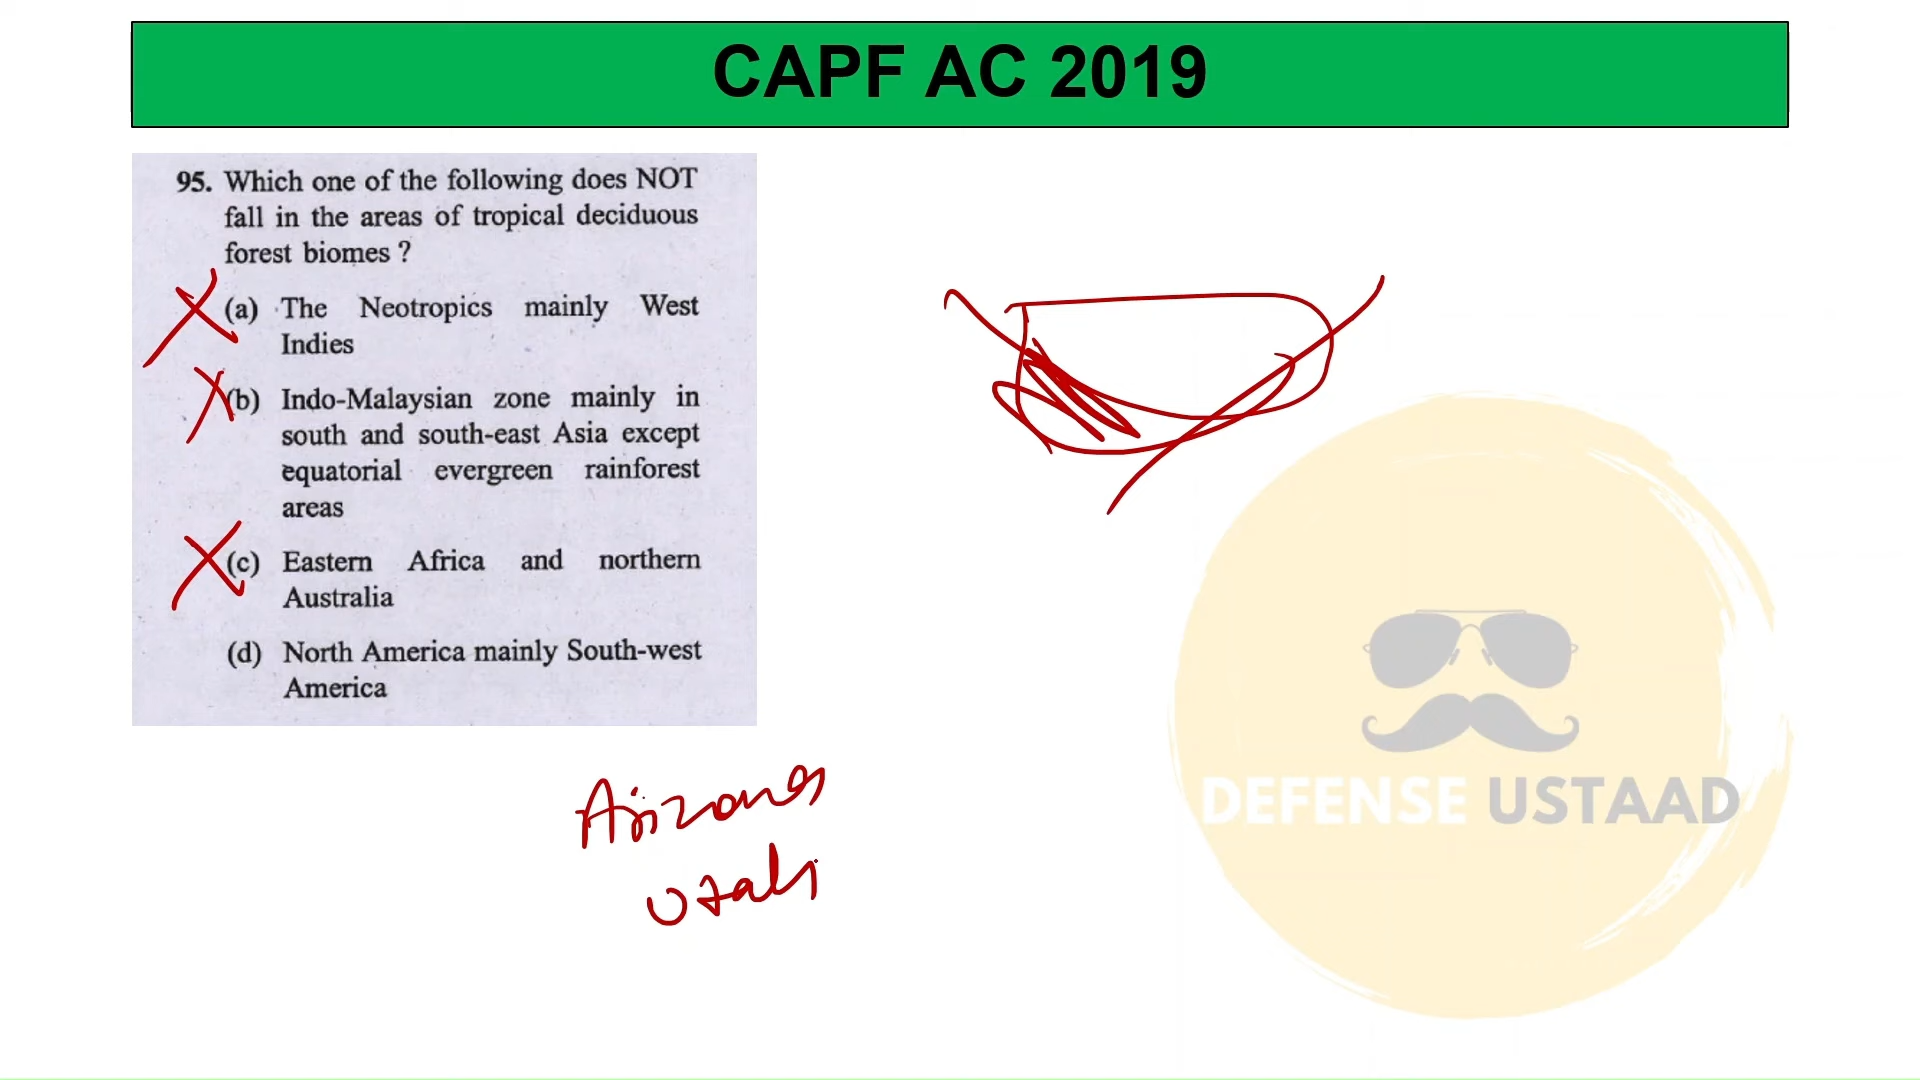 CAPF AC 2019
95. Which one of the following does NOT
fall in the areas of tropical deciduous
forest biomes ?
(a) The Neotropics mainly West
Indies
(b) Indo-Malaysian zone mainly in
south and south-east Asia except
equatorial evergreen rainforest
areas
(c) Eastern Africa and northern
Australia
(d) North America mainly South-west
America
Arizona
Utah
DEFENSE USTAAD